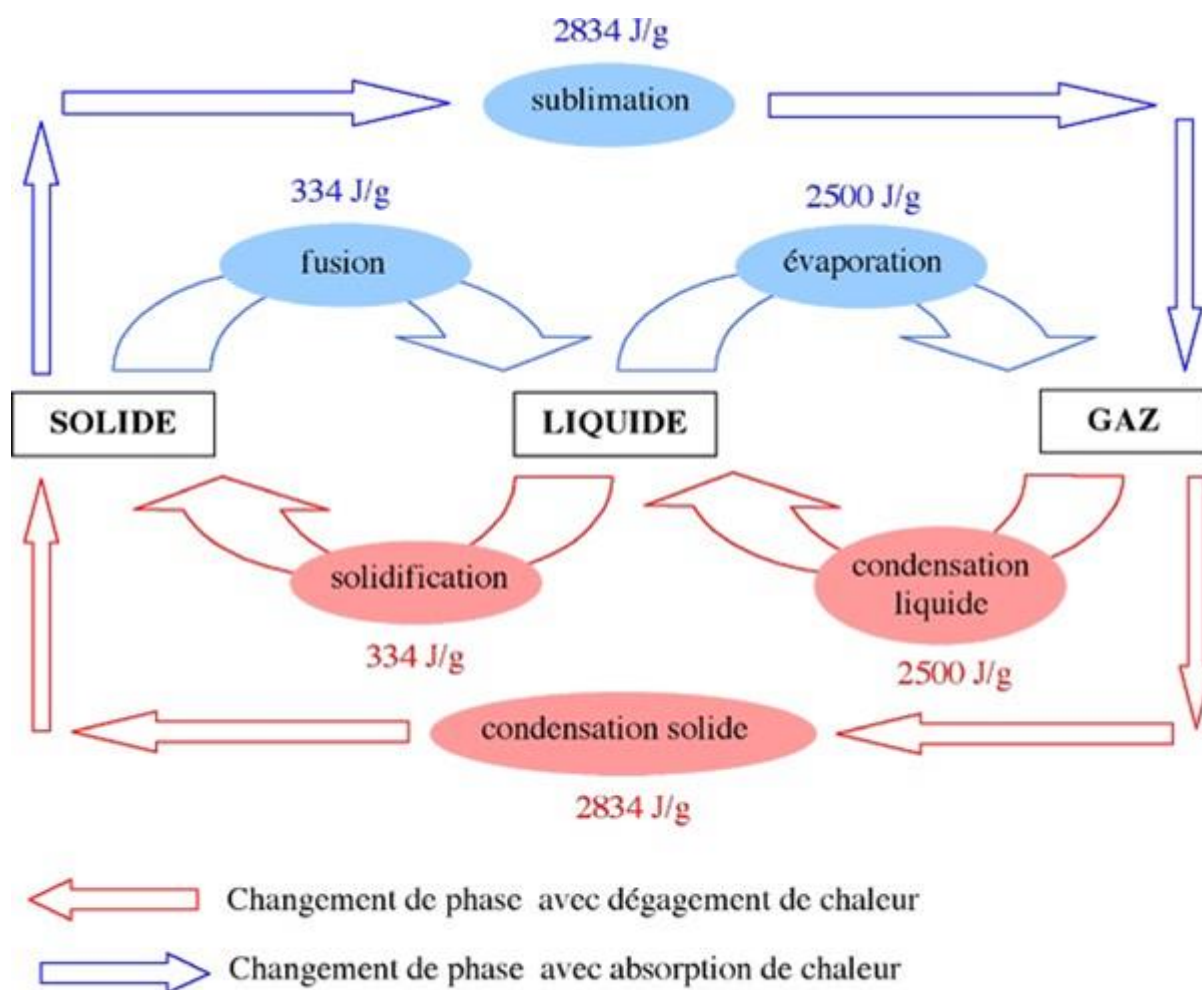 2834 J/g
sublimation
334 J/g
2500 J/g
fusion
évaporation
SOLIDE
LIQUIDE
GAZ
solidification
condensation
liquide
334 J/g
2500 J/g
condensation solide
2834 J/g
Changement de phase avec dégagement de chaleur
Changement de phase avec absorption de chaleur